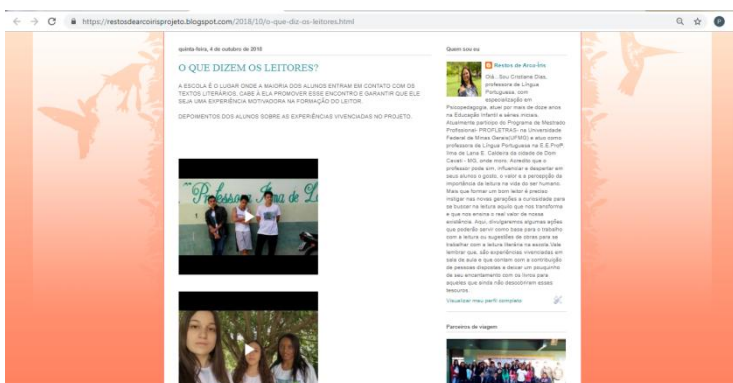 https://restosdearcoirisprojeto.blogspot.com/2018/10/o-que-diz-os-leitores.html
P
quinta-feira, 4 de outubro de 2018
O QUE DIZEM OS LEITORES?
A ESCOLA É O LUGAR ONDE A MAIORIA DOS ALUNOS ENTRAM EM CONTATO COM OS
TEXTOS LITERÁRIOS, CABE À ELA PROMOVER ESSE ENCONTRO E GARANTIR QUE ELE
SEJA UMA EXPERIÊNCIA MOTIVADORA NA FORMAÇÃO DO LEITOR.
DEPOIMENTOS DOS ALUNOS SOBRE AS EXPERIÊNCIAS VIVENCIADAS NO PROJETO.
Professora Ilma de L
Quem sou eu
Restos de Arco-Íris
Olá . Sou Cristiane Dias,
professora de Língua
Portuguesa, com
especialização em
Psicopedagogia, atuei por mais de doze anos
na Educação Infantil e séries iniciais.
Atualmente participo do Programa de Mestrado
Profissional- PROFLETRAS- na Universidade
Federal de Minas Gerais(UFMG) e atuo como
professora de Língua Portuguesa na E.E.Profª.
Ilma de Lana E. Caldeira da cidade de Dom
Cavati - MG, onde moro. Acredito que o
professor pode sim, influenciar e despertar em
seus alunos o gosto, o valor e a percepção da
importância da leitura na vida do ser humano.
Mais que formar um bom leitor é preciso
instigar nas novas gerações a curiosidade para
se buscar na leitura aquilo que nos transforma
e que nos ensina o real valor de nossa
existência. Aqui, divulgaremos algumas ações
que poderão servir como base para o trabalho
com a leitura ou sugestões de obras para se
trabalhar com a leitura literária na escola.Vale
lembrar que, são experiências vivenciadas em
sala de aula e que contam com a contribuição
de pessoas dispostas a deixar um pouquinho
de seu encantamento com os livros para
aqueles que ainda não descobriram esses
tesouros.
Visualizar meu perfil completo
Parceiros de viagem